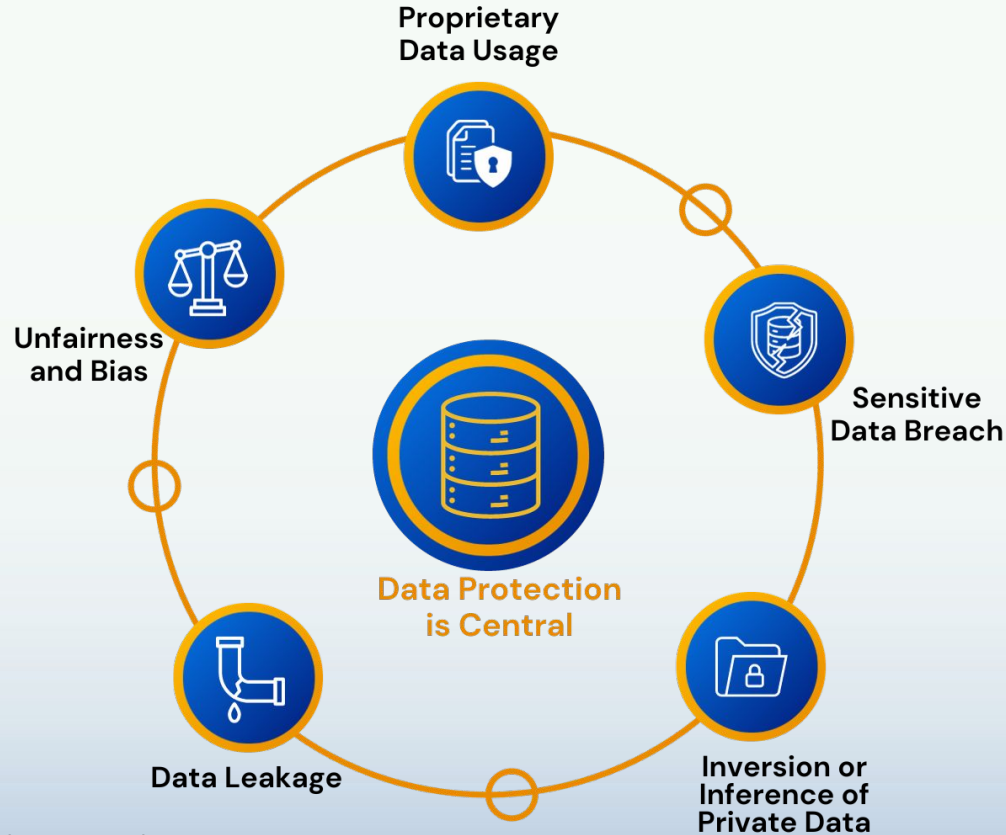 Proprietary
Data Usage
Unfairness
and Bias
Sensitive
Data Breach
Data Protection
is Central
Data Leakage
Inversion or
Inference of
Private Data